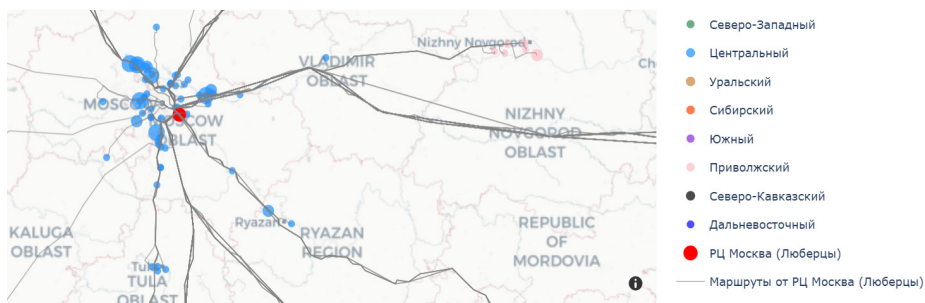 Nizhny Novgorod
VLADIMIR
OBLAST
MOSCOW
MOSCOW
OBLAST
NIZHNY
NOVGOROD
OBLAST
Ryazan
KALUGA
OBLAST
RYAZAN
REGION
REPUBLIC
OF
MORDOVIA
Tula
TULA
OBLAST
Северо-Западный
Центральный
Уральский
Сибирский
Южный
Приволжский
Северо-Кавказский
Дальневосточный
РЦ Москва (Люберцы)
Маршруты от РЦ Москва (Люберцы)